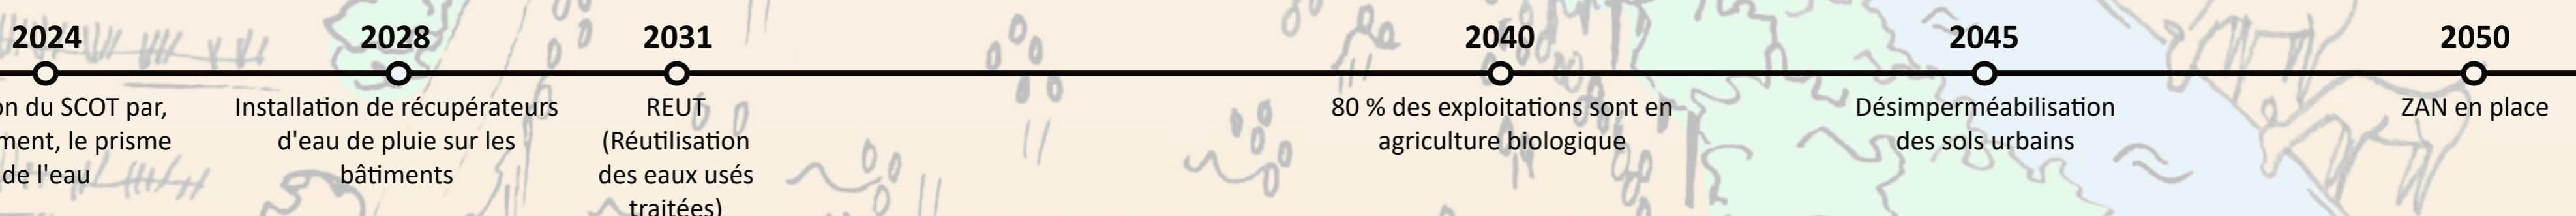 2024
on du SCOT par,
ment, le prisme
de l'eau
2028
Installation de récupérateurs
d'eau de pluie sur les
bâtiments
2031
REUT
(Réutilisation
des eaux usés
traitées)
2040
80 % des exploitations sont en
agriculture biologique
2045
Désimperméabilisation
des sols urbains
2050
ZAN en place